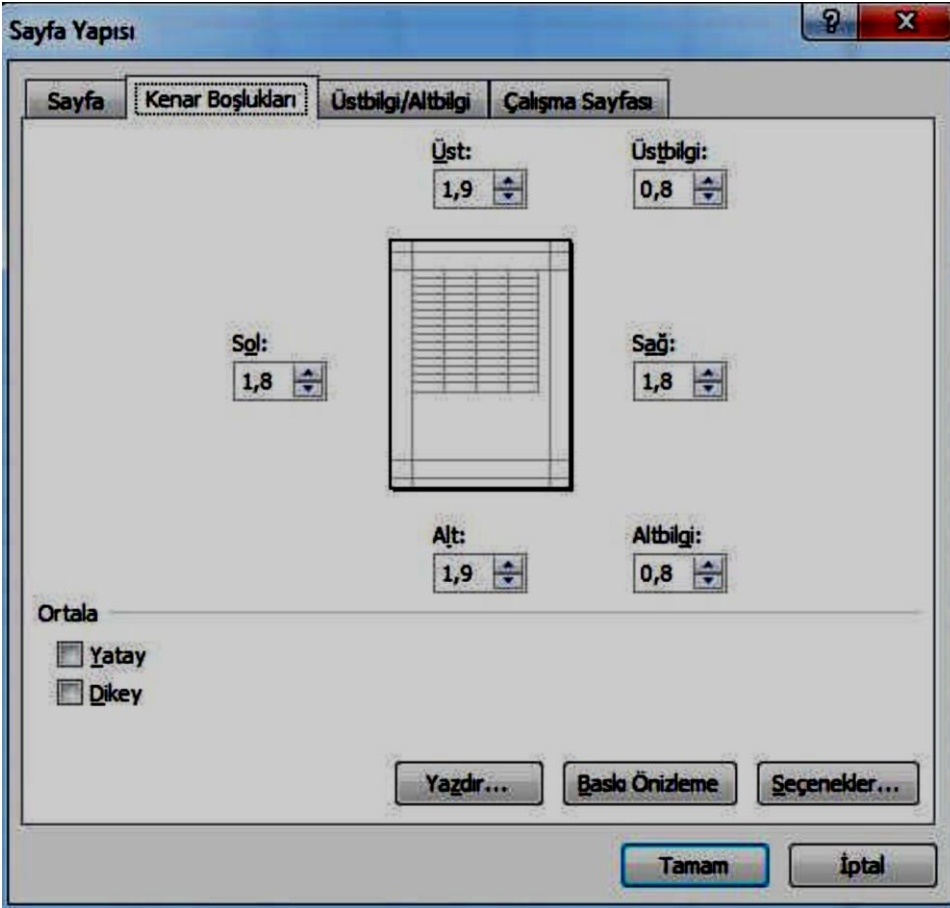 Sayfa Yapısı
Sayfa Kenar Boşlukları Üstbilgi/Altbilgi Çalışma Sayfası
Üst: Üstbilgi:
1,9 0,8
Sol: Sağ:
1,8 1,8
Alt: Altbilgi:
1,9 0,8
Ortala
Yatay
Dikey
Yazdır... Baskı Önizleme Seçenekler...
Tamam İptal